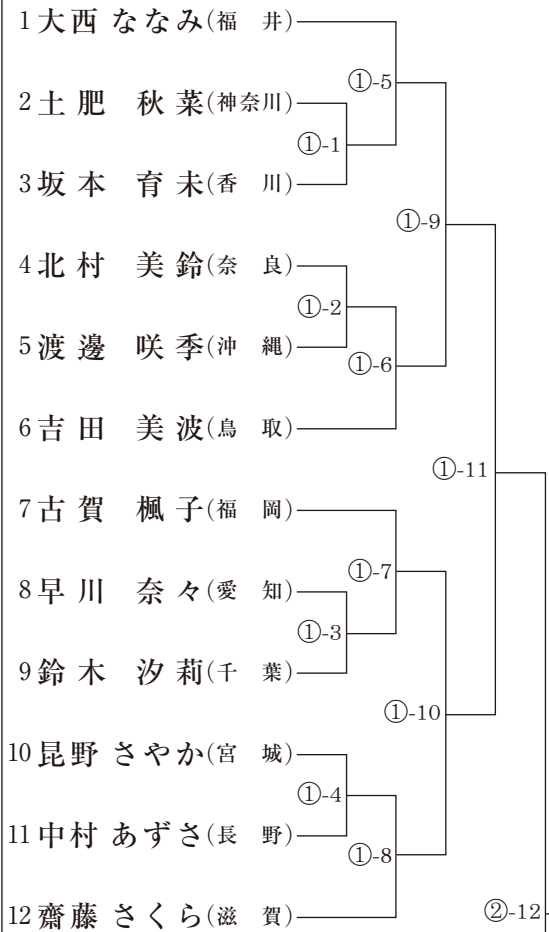 1 大西 ななみ(福 井)
①-5
2 土肥 秋菜(神奈川)
①-1
3 坂本 育未(香 川)
①-9
4 北村 美鈴(奈 良)
①-2
5 渡邊 咲季(沖 縄)
①-6
6 吉田 美波(鳥 取)
①-11
7 古賀 楓子(福 岡)
①-7
8 早川 奈々(愛 知)
①-3
9 鈴木 汐莉(千 葉)
①-10
10 昆野 さやか(宮 城)
①-4
11 中村 あずさ(長 野)
①-8
12 齋藤 さくら(滋 賀)
②-12